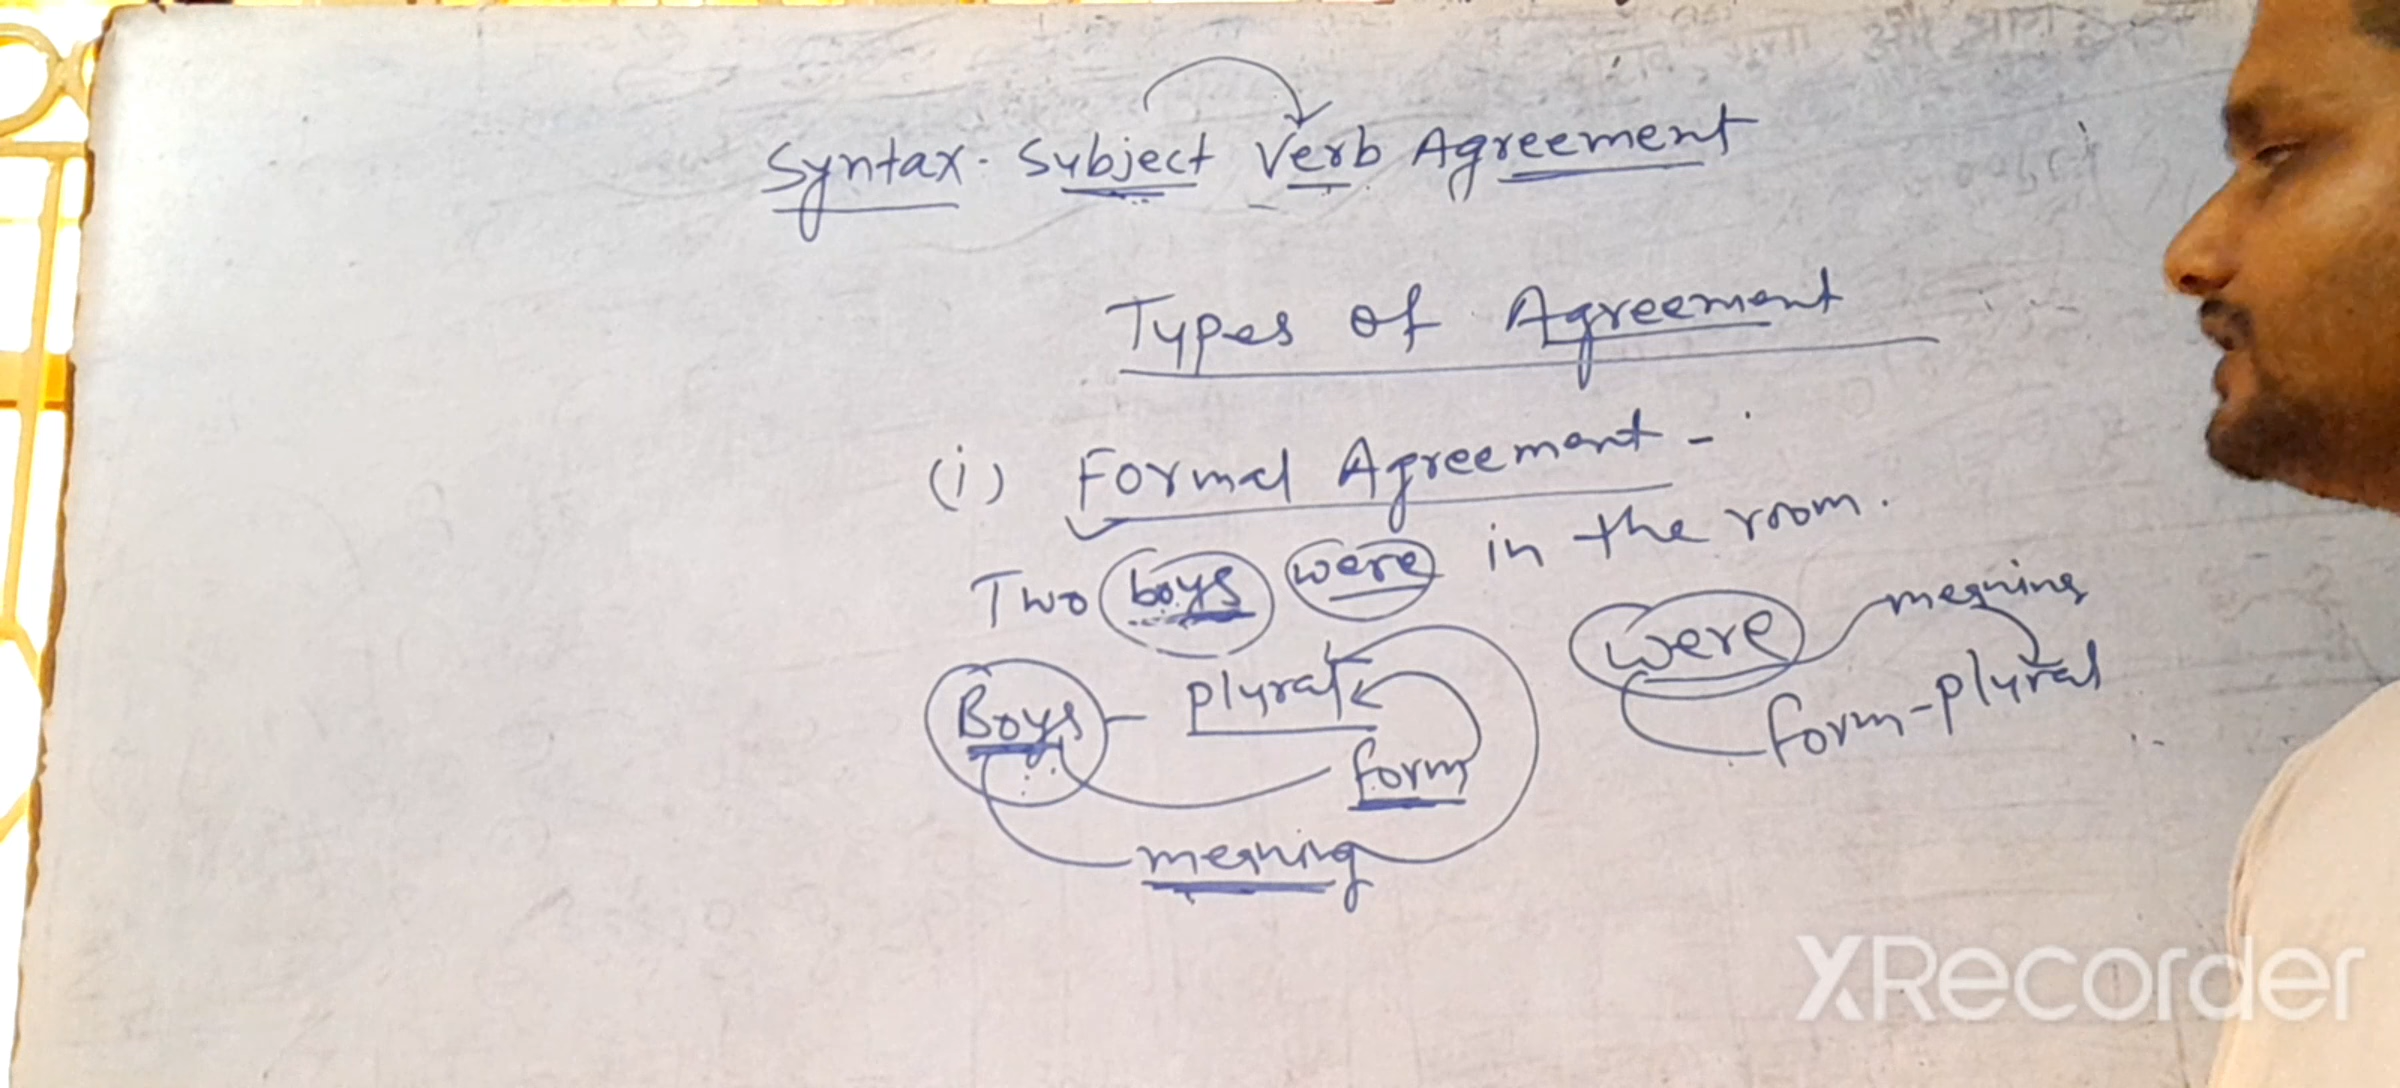 Syntax - Subject Verb Agreement
Types of Agreement
(i) Formal Agreement -
Two boys were in the room.
were meaning
Boys - plural
form - plural
form
meaning
XRecorder